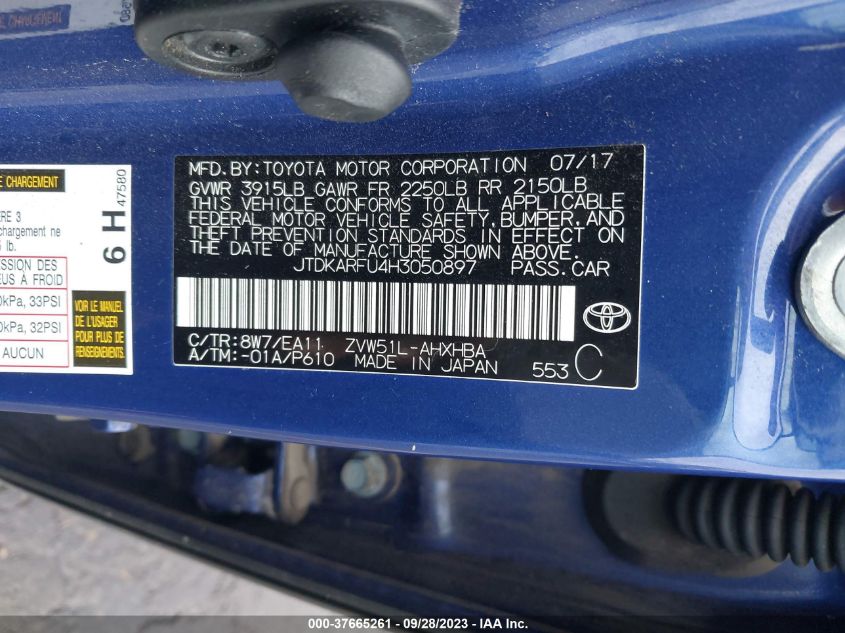 MFD.BY:TOYOTA MOTOR CORPORATION 07/17
GVWR 3915LB GAWR FR 2250LB RR 2150LB
THIS VEHICLE CONFORMS TO ALL APPLICABLE
FEDERAL MOTOR VEHICLE SAFETY, BUMPER, AND
THEFT PREVENTION STANDARDS IN EFFECT ON
THE DATE OF MANUFACTURE SHOWN ABOVE.
JTDKARFU4H3050897 PASS.CAR
C/TR:8W7/EA11 ZVW51L-AHXHBA
A/TM:-01A/P610 MADE IN JAPAN 553 C
E CHARGEMENT
6 H 47580
ERE 3
chargement ne
lb.
ESSION DES
EUS A FROID
0kPa, 33PSI
0kPa, 32PSI
AUCUN
VOIR LE MANUEL
DE L'USAGER
POUR PLUS DE
RENSEIGNEMENTS
000-37665261 - 09/28/2023 - IAA, Inc.